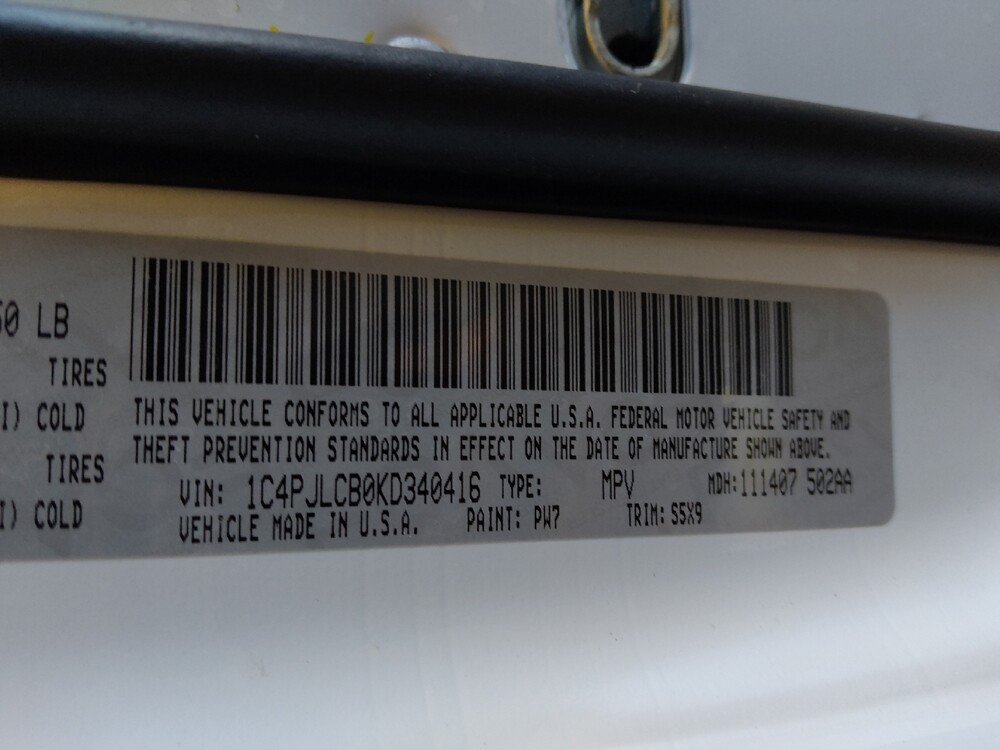 50 LB
TIRES
I) COLD
TIRES
I) COLD
THIS VEHICLE CONFORMS TO ALL APPLICABLE U.S.A. FEDERAL MOTOR VEHICLE SAFETY AND
THEFT PREVENTION STANDARDS IN EFFECT ON THE DATE OF MANUFACTURE SHOWN ABOVE.
VIN: 1C4PJLCB0KD340416 TYPE: MPV MDH:111407 502AA
VEHICLE MADE IN U.S.A. PAINT: PW7 TRIM: S5X9